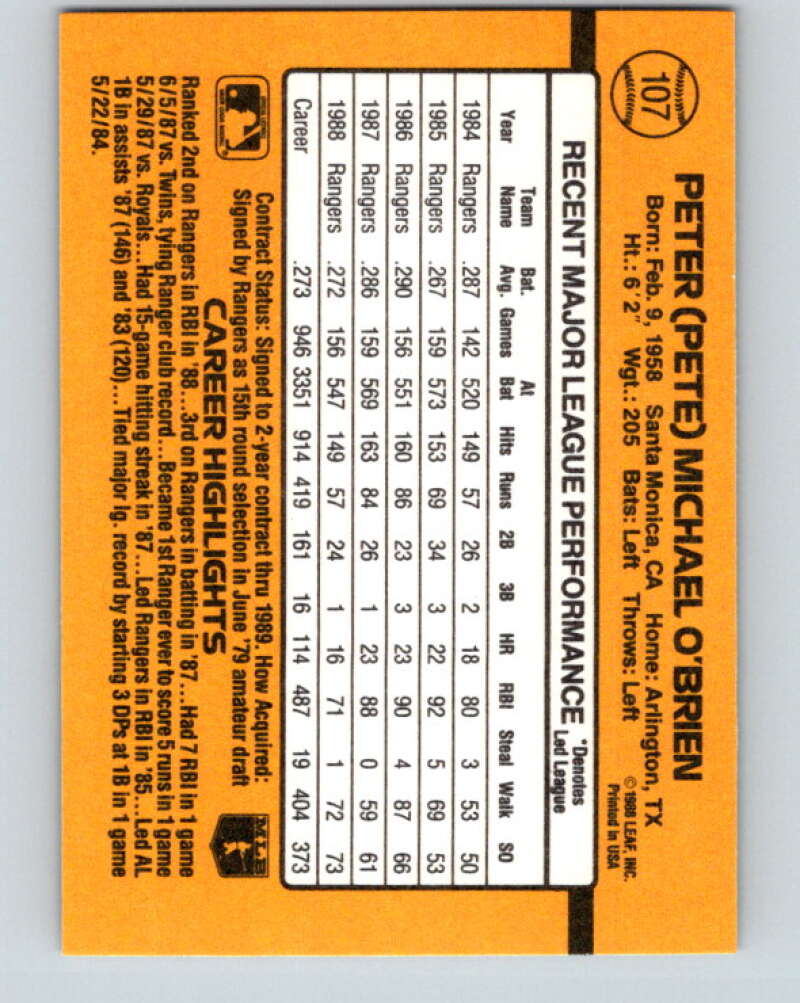 107
PETER (PETE) MICHAEL O'BRIEN
Born: Feb. 9, 1958 Santa Monica, CA Home: Arlington, TX
Ht.: 6'2" Wgt.: 205 Bats: Left Throws: Left
© 1988 LEAF, INC.
Printed in USA
RECENT MAJOR LEAGUE PERFORMANCE *Denotes Led League
Year Team Name Bat. Avg. Games At Bat Hits Runs 2B 3B HR RBI Steal Walk SO
1984 Rangers .287 142 520 149 57 26 2 18 80 3 53 50
1985 Rangers .267 159 573 153 69 34 3 22 92 5 69 53
1986 Rangers .290 156 551 160 86 23 3 23 90 4 87 66
1987 Rangers .286 159 569 163 84 26 1 23 88 0 59 61
1988 Rangers .272 156 547 149 57 24 1 16 71 1 72 73
Career .273 946 3351 914 419 161 16 114 487 19 404 373
Contract Status: Signed to 2-year contract thru 1989. How Acquired:
Signed by Rangers as 15th round selection in June '79 amateur draft
MLB
CAREER HIGHLIGHTS
Ranked 2nd on Rangers in RBI in '88...3rd on Rangers in batting in '87...Had 7 RBI in 1 game
6/5/87 vs. Twins, tying Ranger club record...Became 1st Ranger ever to score 5 runs in 1 game
5/29/87 vs. Royals...Had 15-game hitting streak in '87...Led Rangers in RBI in '85...Led AL
1B in assists '87 (146) and '83 (120)...Tied major lg. record by starting 3 DPs at 1B in 1 game
5/22/84.